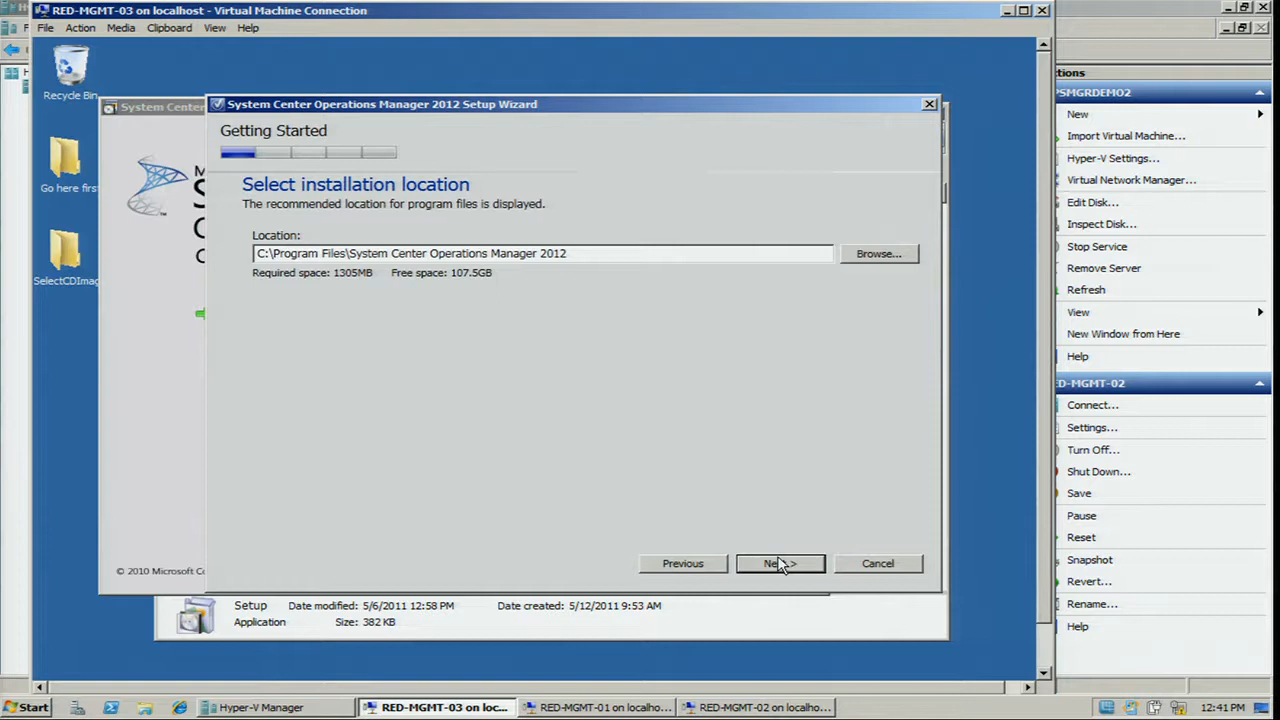 RED-MGMT-03 on localhost - Virtual Machine Connection
File Action Media Clipboard View Help
Recycle Bin
Go here first
SelectCDImag
System Center
© 2010 Microsoft Co
System Center Operations Manager 2012 Setup Wizard
Getting Started
Select installation location
The recommended location for program files is displayed.
Location:
C:\Program Files\System Center Operations Manager 2012
Browse...
Required space: 1305MB Free space: 107.5GB
Previous
Cancel
Setup Date modified: 5/6/2011 12:58 PM Date created: 5/12/2011 9:53 AM
Application Size: 382 KB
ctions
PSMGRDEMO2
New
Import Virtual Machine...
Hyper-V Settings...
Virtual Network Manager...
Edit Disk...
Inspect Disk...
Stop Service
Remove Server
Refresh
View
New Window from Here
Help
ED-MGMT-02
Connect...
Settings...
Turn Off...
Shut Down...
Save
Pause
Reset
Snapshot
Revert...
Rename...
Help
Start
Hyper-V Manager
RED-MGMT-03 on loc...
RED-MGMT-01 on localho...
RED-MGMT-02 on localho...
12:41 PM